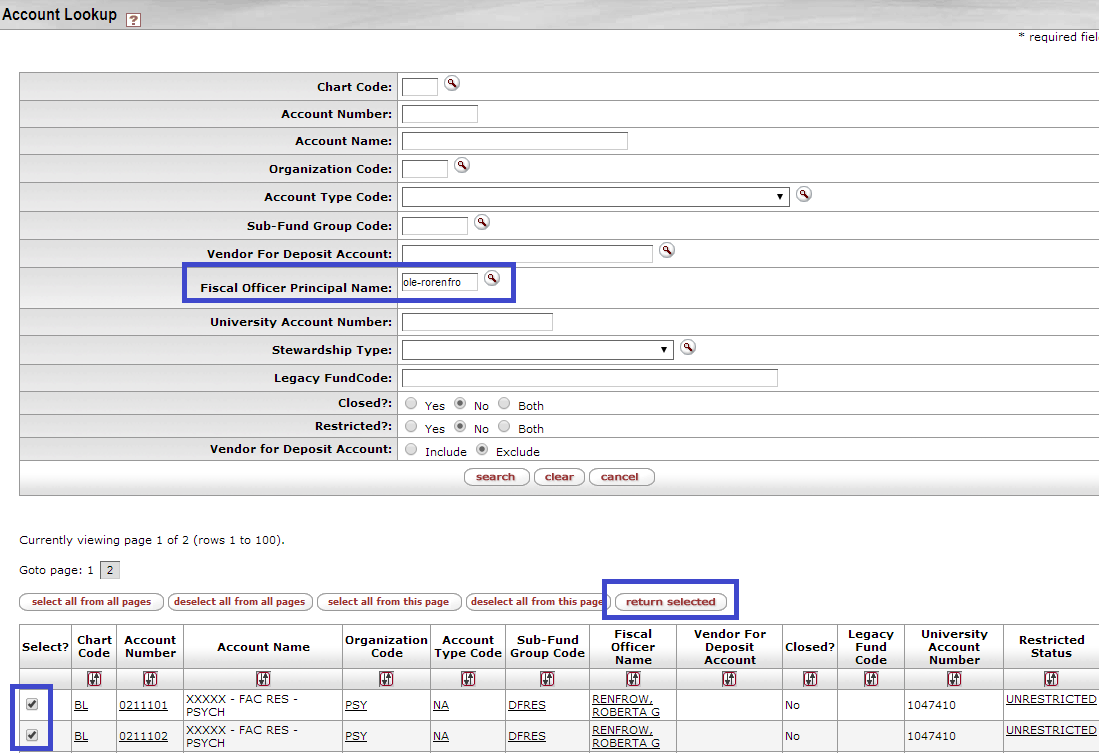 Account Lookup ?
* required fiel
Chart Code:
Account Number:
Account Name:
Organization Code:
Account Type Code:
Sub-Fund Group Code:
Vendor For Deposit Account:
Fiscal Officer Principal Name: ole-rorenfro
University Account Number:
Stewardship Type:
Legacy FundCode:
Closed?: Yes No Both
Restricted?: Yes No Both
Vendor for Deposit Account: Include Exclude
search clear cancel
Currently viewing page 1 of 2 (rows 1 to 100).
Goto page: 1 2
select all from all pages deselect all from all pages select all from this page deselect all from this page return selected
Select? Chart Code Account Number Account Name Organization Code Account Type Code Sub-Fund Group Code Fiscal Officer Name Vendor For Deposit Account Closed? Legacy Fund Code University Account Number Restricted Status
BL 0211101 XXXXX - FAC RES - PSYCH PSY NA DFRES RENFROW, ROBERTA G No 1047410 UNRESTRICTED
BL 0211102 XXXXX - FAC RES - PSYCH PSY NA DFRES RENFROW, ROBERTA G No 1047410 UNRESTRICTED